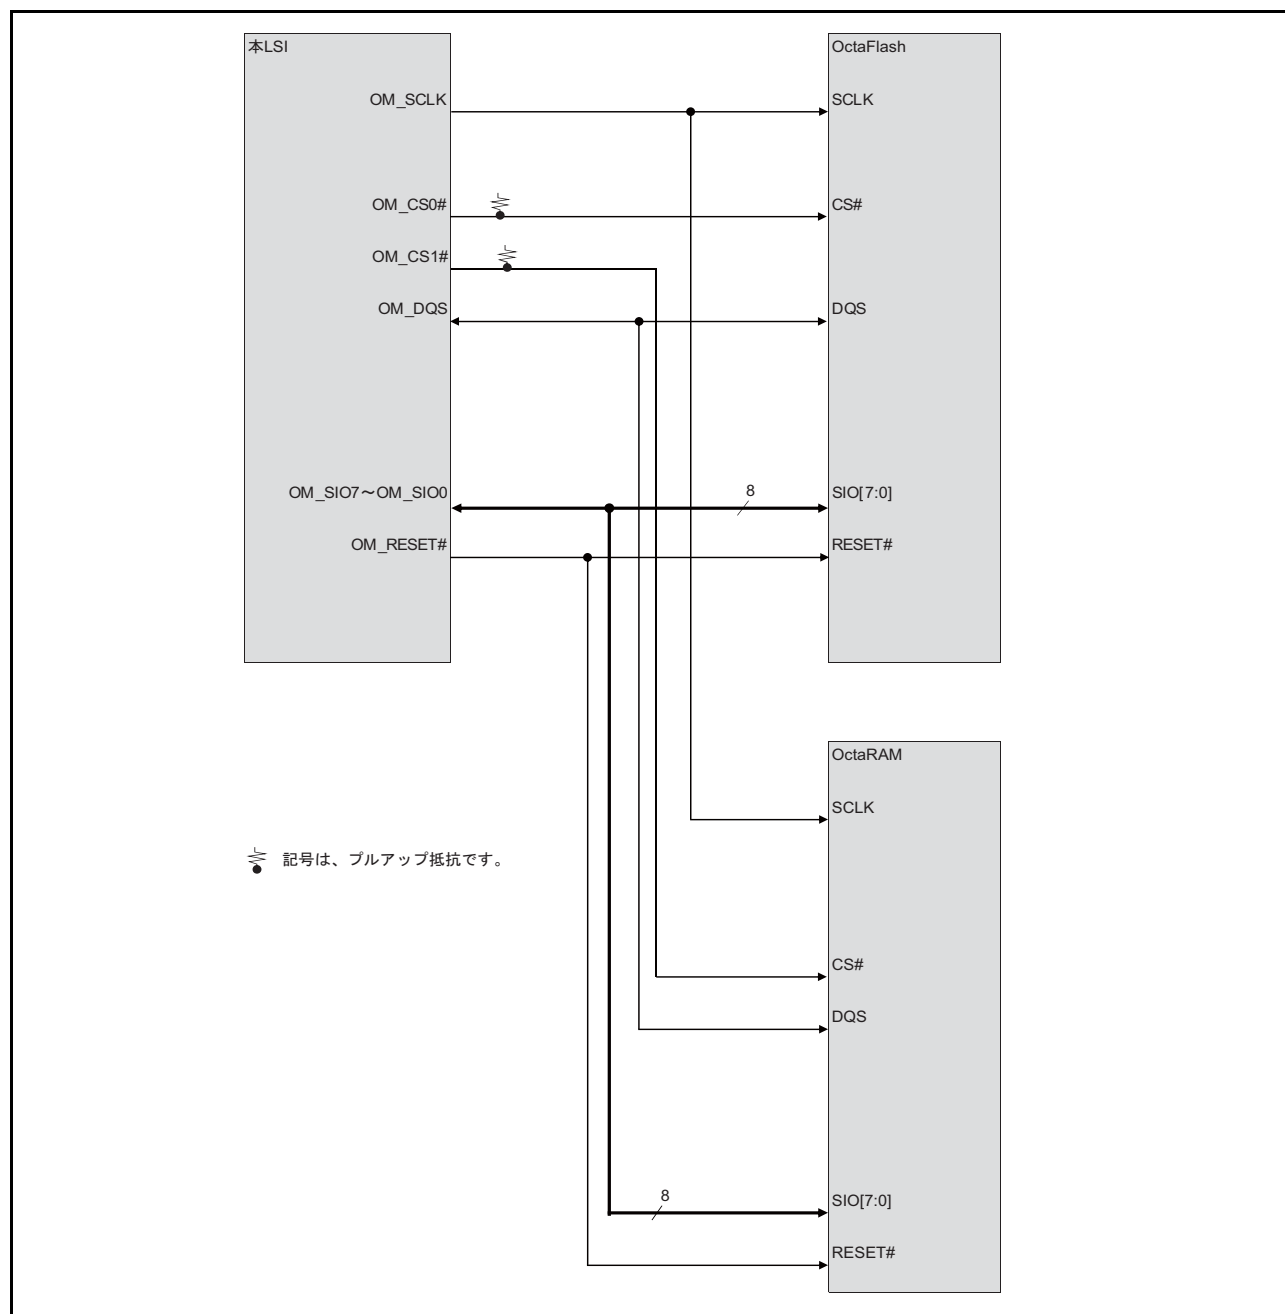 本LSI
OM_SCLK
OM_CS0#
OM_CS1#
OM_DQS
OM_SIO7～OM_SIO0
OM_RESET#
OctaFlash
SCLK
CS#
DQS
8
SIO[7:0]
RESET#
OctaRAM
SCLK
CS#
DQS
8
SIO[7:0]
RESET#
記号は、プルアップ抵抗です。